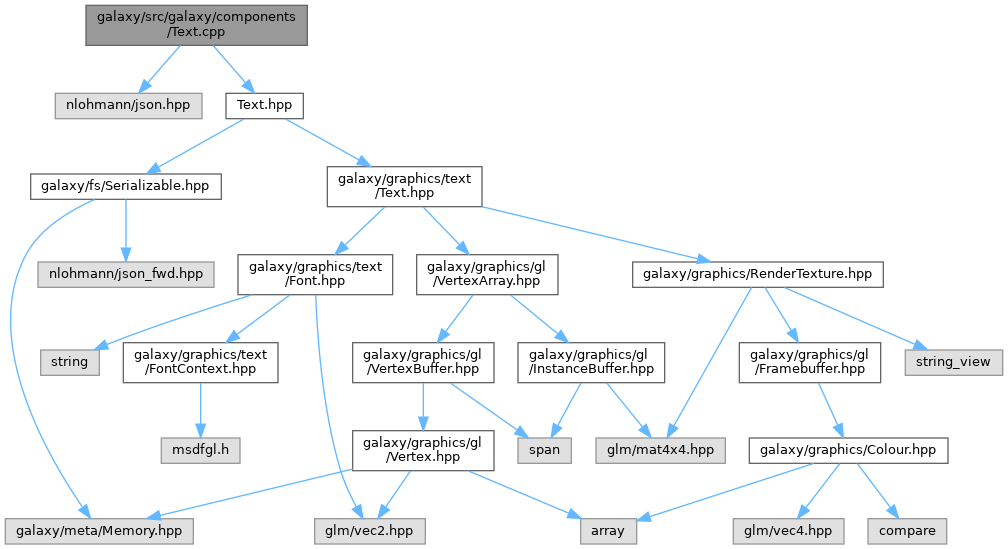 galaxy/src/galaxy/components
/Text.cpp
nlohmann/json.hpp
Text.hpp
galaxy/fs/Serializable.hpp
galaxy/graphics/text
/Text.hpp
nlohmann/json_fwd.hpp
galaxy/graphics/text
/Font.hpp
galaxy/graphics/gl
/VertexArray.hpp
galaxy/graphics/RenderTexture.hpp
string
galaxy/graphics/text
/FontContext.hpp
galaxy/graphics/gl
/VertexBuffer.hpp
galaxy/graphics/gl
/InstanceBuffer.hpp
galaxy/graphics/gl
/Framebuffer.hpp
string_view
msdfgl.h
galaxy/graphics/gl
/Vertex.hpp
span
glm/mat4x4.hpp
galaxy/graphics/Colour.hpp
galaxy/meta/Memory.hpp
glm/vec2.hpp
array
glm/vec4.hpp
compare